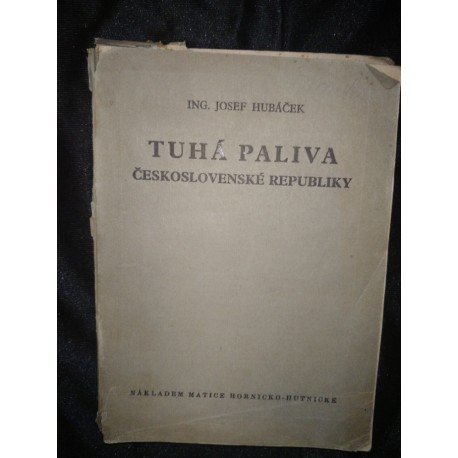 ING. JOSEF HUBÁČEK
TUHÁ PALIVA
ČESKOSLOVENSKÉ REPUBLIKY
NÁKLADEM MATICE HORNICKO-HUTNICKÉ